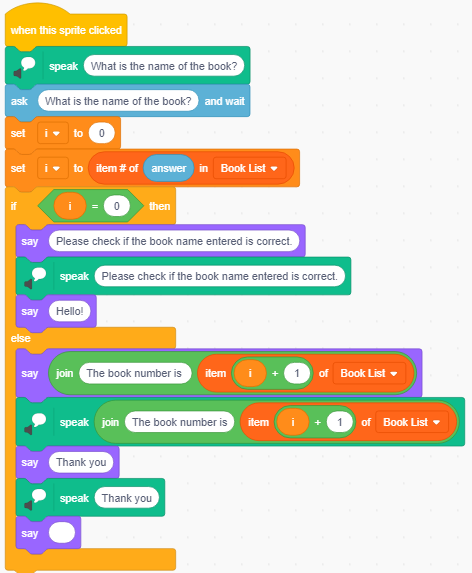 when this sprite clicked
speak What is the name of the book?
ask What is the name of the book? and wait
set i to 0
set i to item # of answer in Book List
if i = 0 then
say Please check if the book name entered is correct.
speak Please check if the book name entered is correct.
say Hello!
else
say join The book number is item i + 1 of Book List
speak join The book number is item i + 1 of Book List
say Thank you
speak Thank you
say